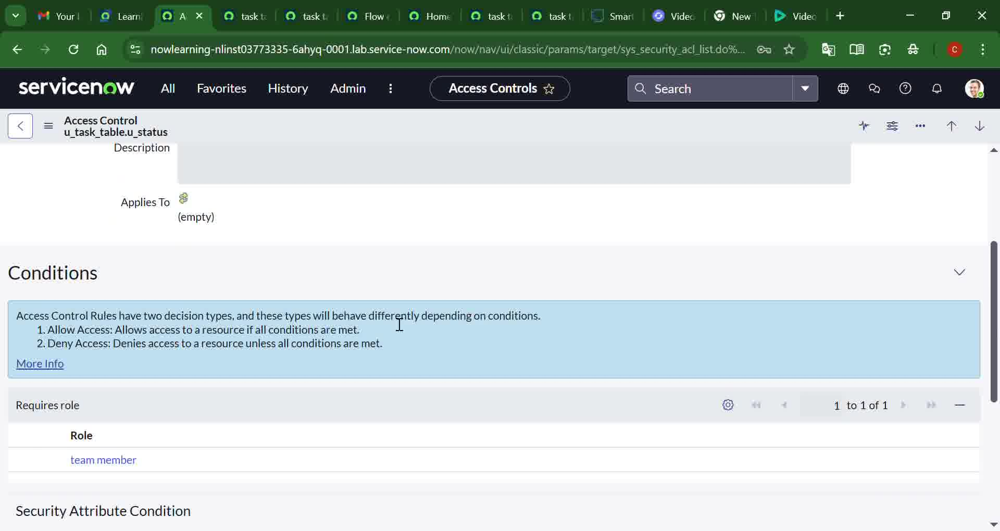 Your
Learni
A
task t
task t
Flow
Home
task t
task t
Smart
Video
New
Video
nowlearning-nlinst03773335-6ahyq-0001.lab.service-now.com/now/nav/ui/classic/params/target/sys_security_acl_list.do%...
C
servicenow
All
Favorites
History
Admin
Access Controls
Search
Access Control
u_task_table.u_status
Description
Applies To
(empty)
Conditions
Access Control Rules have two decision types, and these types will behave differently depending on conditions.
1. Allow Access: Allows access to a resource if all conditions are met.
2. Deny Access: Denies access to a resource unless all conditions are met.
More Info
Requires role
1 to 1 of 1
Role
team member
Security Attribute Condition